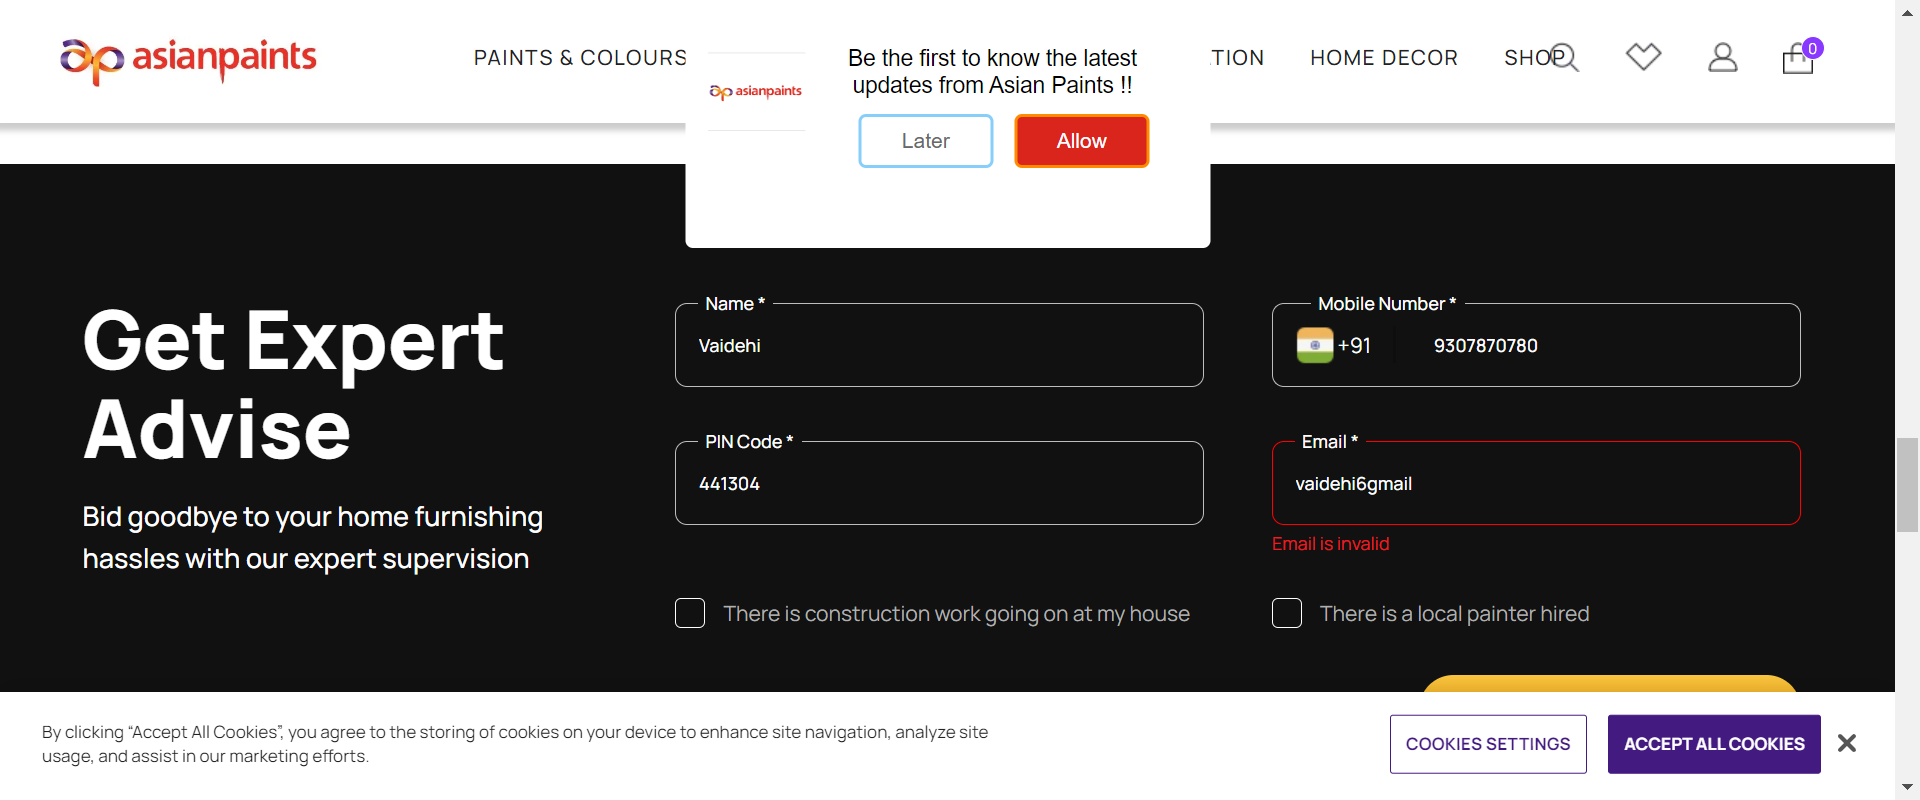 asianpaints
PAINTS & COLOURS
TION
HOME DECOR
SHOP
0
asianpaints
Be the first to know the latest
updates from Asian Paints !!
Later
Allow
Get Expert
Advise
Bid goodbye to your home furnishing
hassles with our expert supervision
Name *
Vaidehi
Mobile Number *
+91
9307870780
PIN Code *
441304
Email *
vaidehi6gmail
Email is invalid
There is construction work going on at my house
There is a local painter hired
By clicking “Accept All Cookies”, you agree to the storing of cookies on your device to enhance site navigation, analyze site
usage, and assist in our marketing efforts.
COOKIES SETTINGS
ACCEPT ALL COOKIES